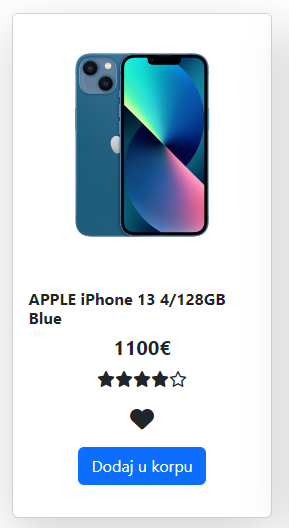 APPLE iPhone 13 4/128GB
Blue
1100€
Dodaj u korpu